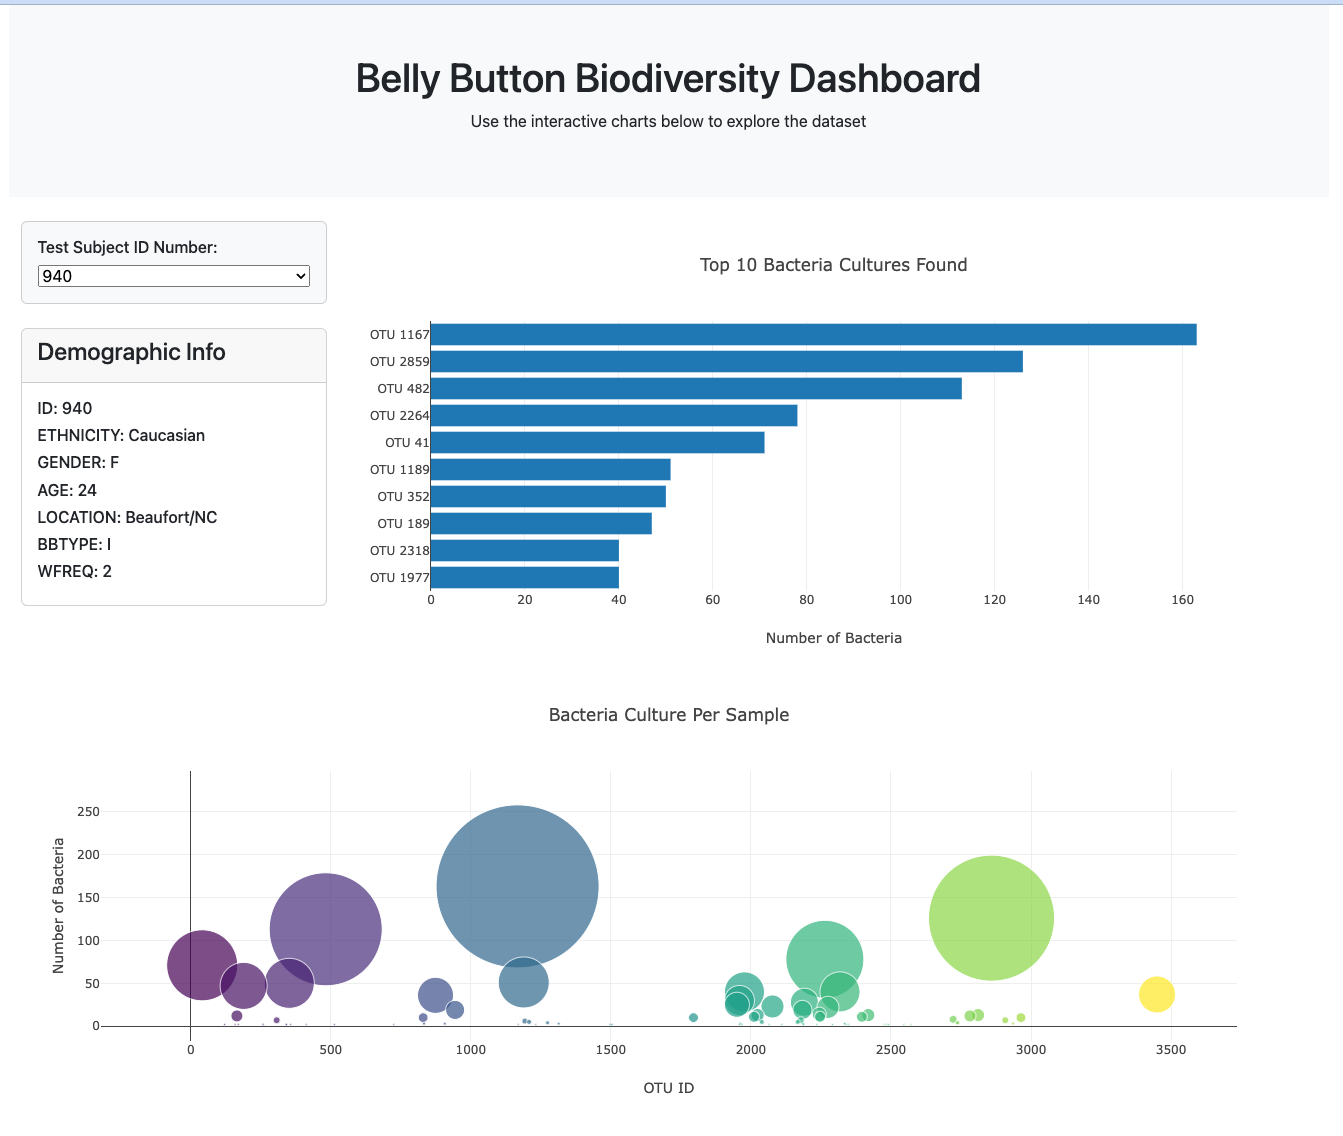 Belly Button Biodiversity Dashboard
Use the interactive charts below to explore the dataset
Test Subject ID Number:
940
Demographic Info
ID: 940
ETHNICITY: Caucasian
GENDER: F
AGE: 24
LOCATION: Beaufort/NC
BBTYPE: I
WFREQ: 2
Top 10 Bacteria Cultures Found
OTU 1167
OTU 2859
OTU 482
OTU 2264
OTU 41
OTU 1189
OTU 352
OTU 189
OTU 2318
OTU 1977
0 20 40 60 80 100 120 140 160
Number of Bacteria
Bacteria Culture Per Sample
Number of Bacteria
250
200
150
100
50
0
0 500 1000 1500 2000 2500 3000 3500
OTU ID